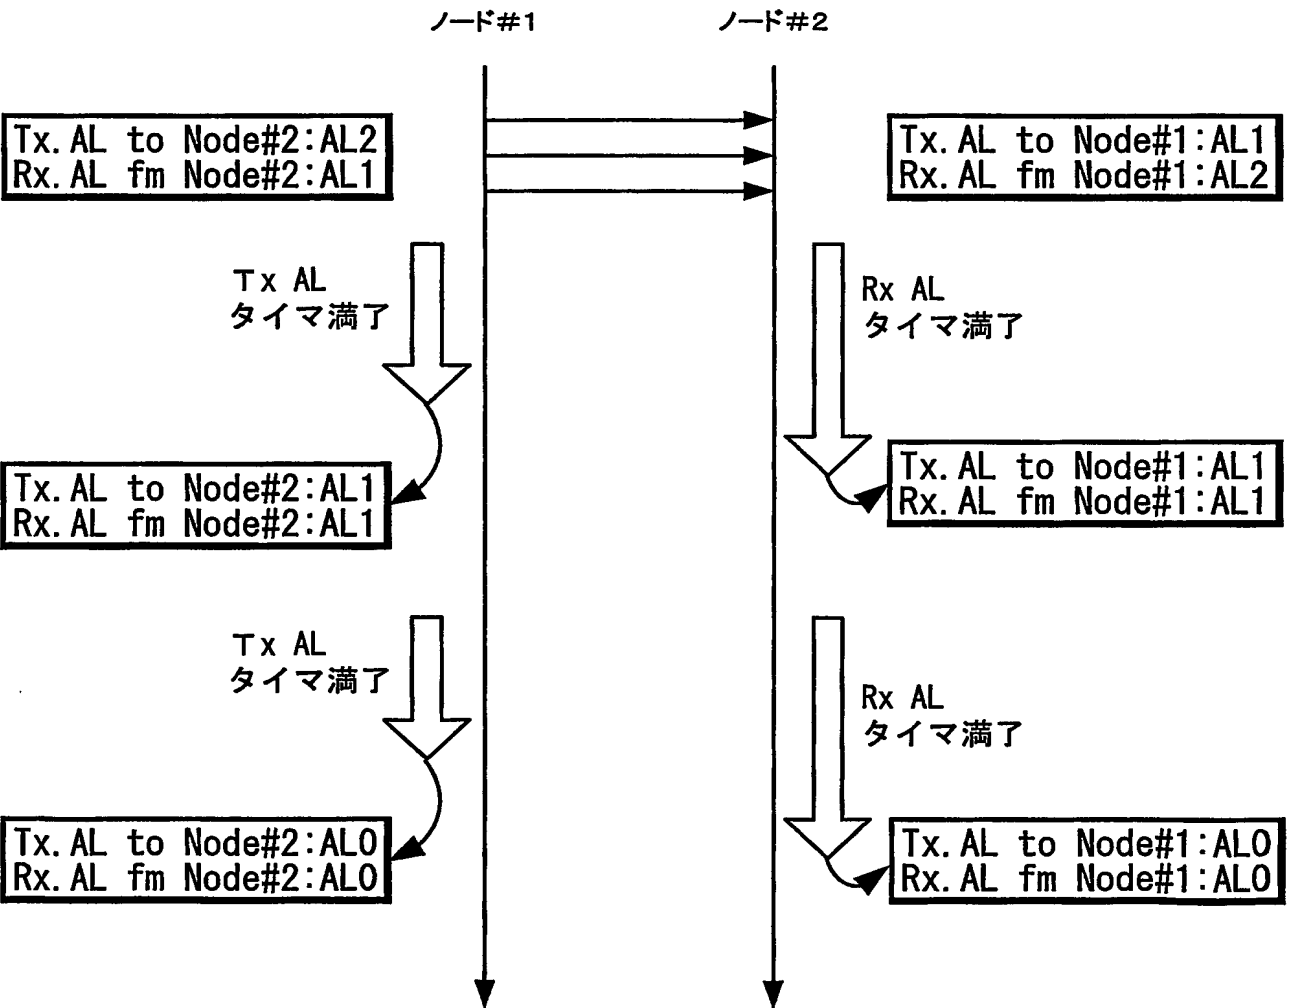 ノード#1
ノード#2
Tx.AL to Node#2:AL2
Rx.AL fm Node#2:AL1
Tx.AL to Node#1:AL1
Rx.AL fm Node#1:AL2
Tx AL
タイマ満了
Rx AL
タイマ満了
Tx.AL to Node#2:AL1
Rx.AL fm Node#2:AL1
Tx.AL to Node#1:AL1
Rx.AL fm Node#1:AL1
Tx AL
タイマ満了
Rx AL
タイマ満了
Tx.AL to Node#2:AL0
Rx.AL fm Node#2:AL0
Tx.AL to Node#1:AL0
Rx.AL fm Node#1:AL0